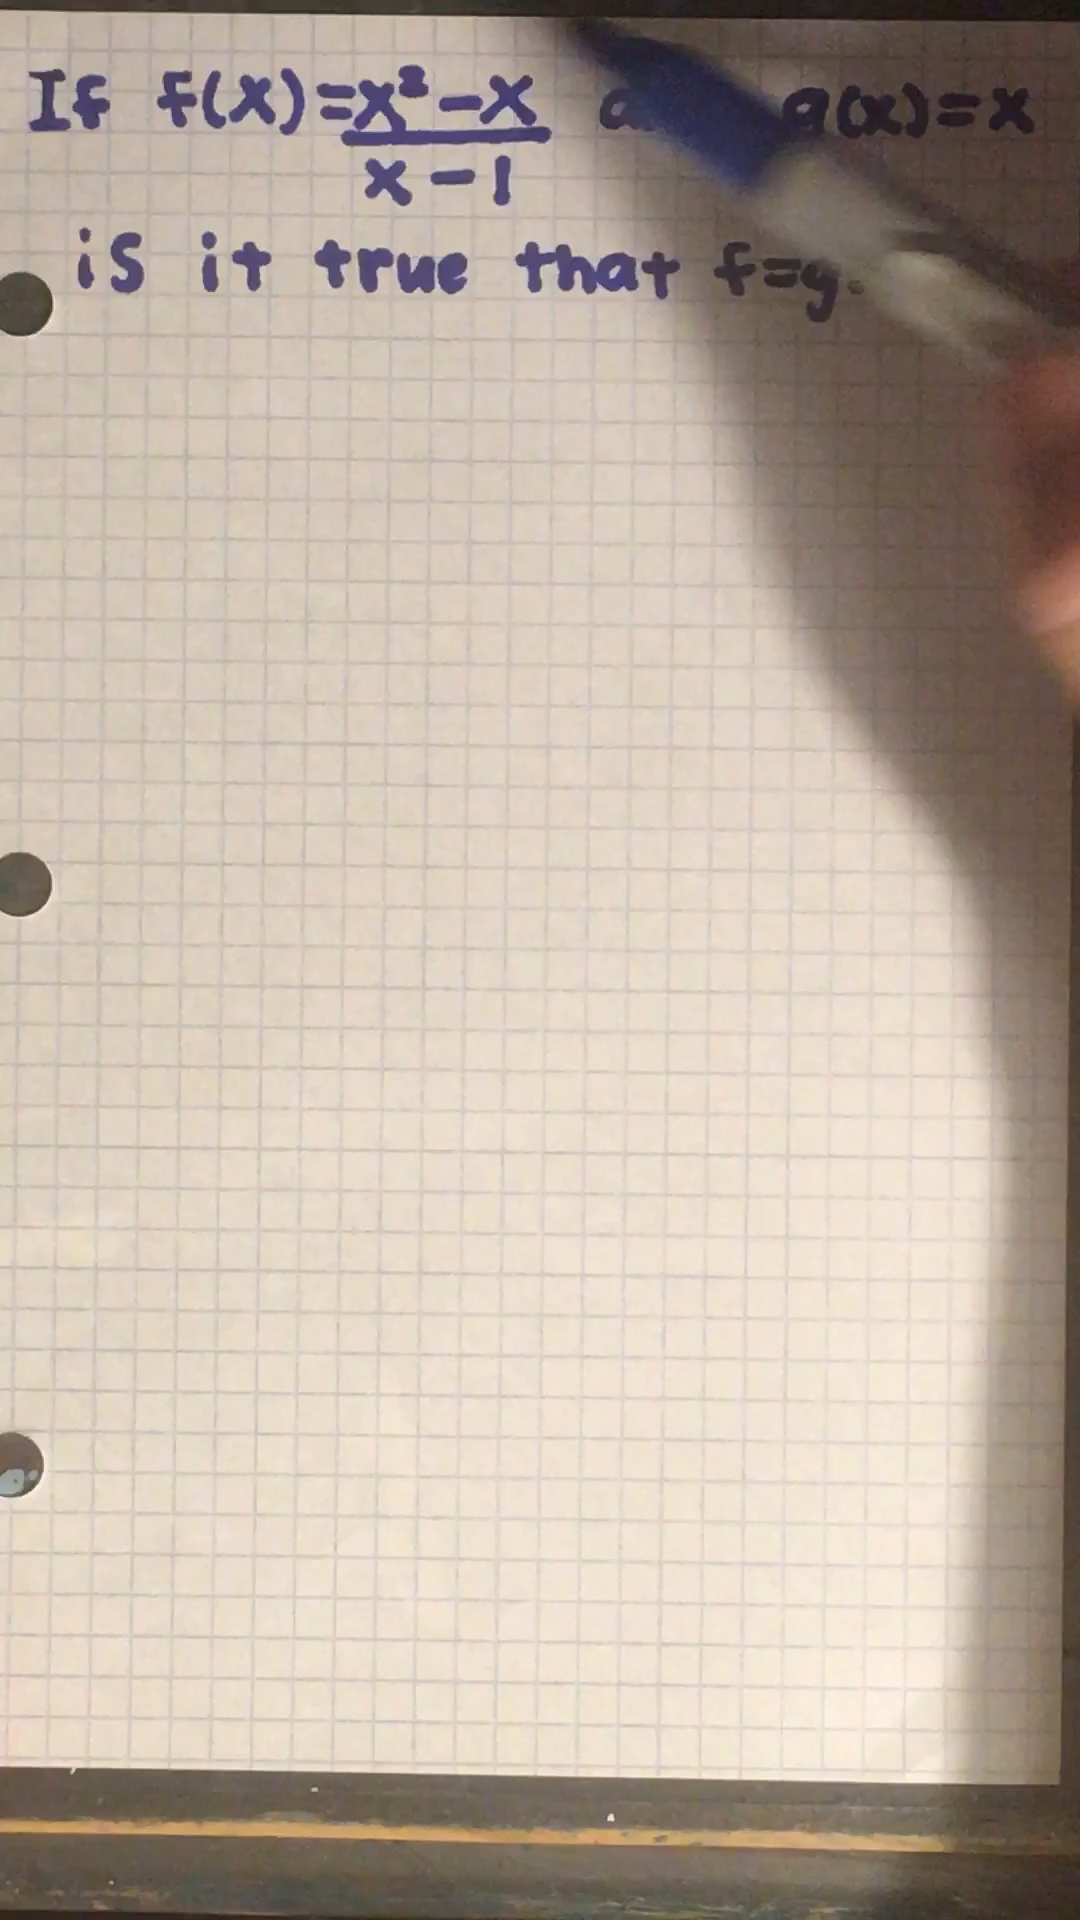 If f(x)=x²-x g(x)=x
x-1
is it true that f=g